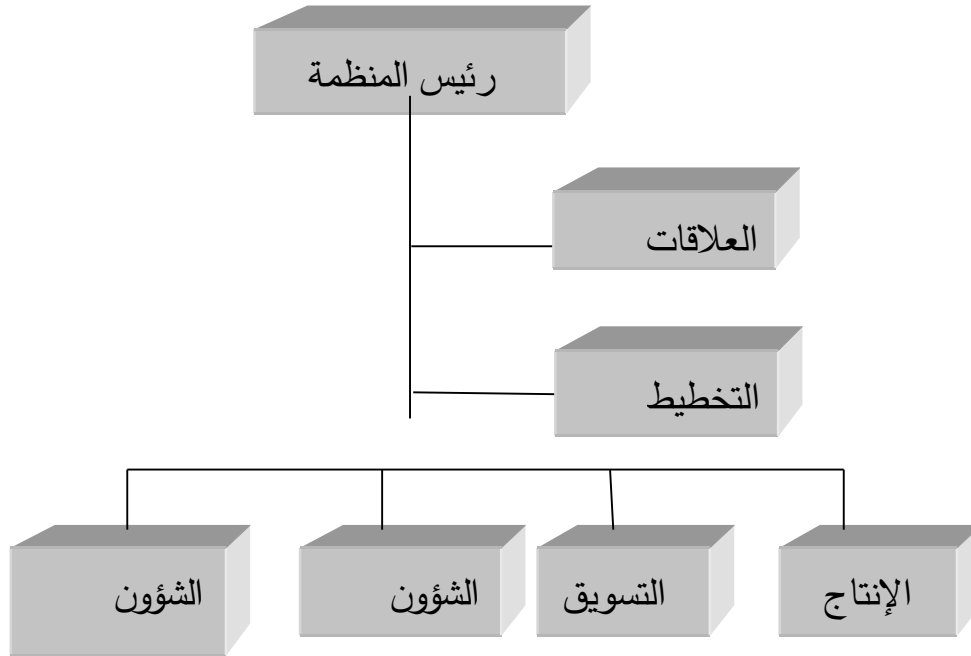 رئيس المنظمة
العلاقات
التخطيط
الإنتاج
التسويق
الشؤون
الشؤون